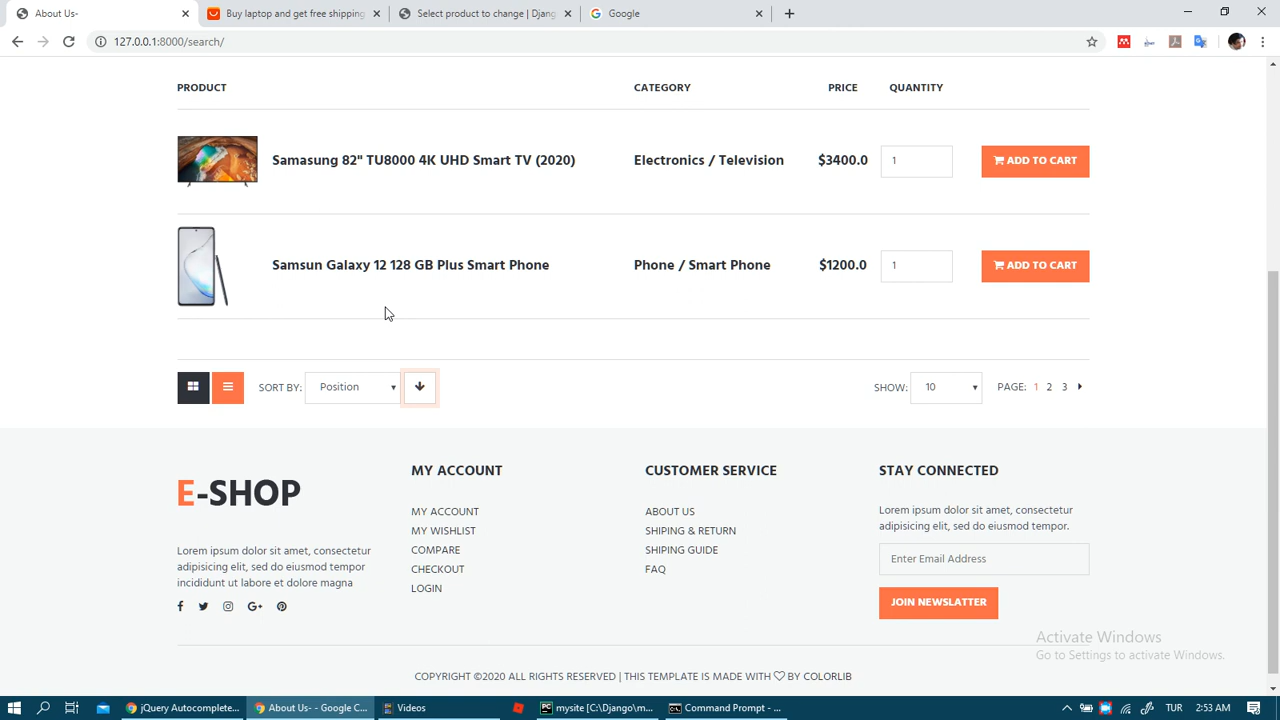 About Us-
Buy laptop and get free shipping
Select product to change | Djang
Google
127.0.0.1:8000/search/
PRODUCT CATEGORY PRICE QUANTITY
Samasung 82" TU8000 4K UHD Smart TV (2020) Electronics / Television $3400.0 1 ADD TO CART
Samsun Galaxy 12 128 GB Plus Smart Phone Phone / Smart Phone $1200.0 1 ADD TO CART
SORT BY: Position SHOW: 10 PAGE: 1 2 3
E-SHOP
Lorem ipsum dolor sit amet, consectetur
adipisicing elit, sed do eiusmod tempor
incididunt ut labore et dolore magna
MY ACCOUNT
MY ACCOUNT
MY WISHLIST
COMPARE
CHECKOUT
LOGIN
CUSTOMER SERVICE
ABOUT US
SHIPING & RETURN
SHIPING GUIDE
FAQ
STAY CONNECTED
Lorem ipsum dolor sit amet, consectetur
adipisicing elit, sed do eiusmod tempor.
Enter Email Address
JOIN NEWSLATTER
Activate Windows
Go to Settings to activate Windows.
COPYRIGHT ©2020 ALL RIGHTS RESERVED | THIS TEMPLATE IS MADE WITH ♡ BY COLORLIB
jQuery Autocomplete... About Us- - Google C... Videos mysite [C:\Django\m... Command Prompt - ... TUR 2:53 AM